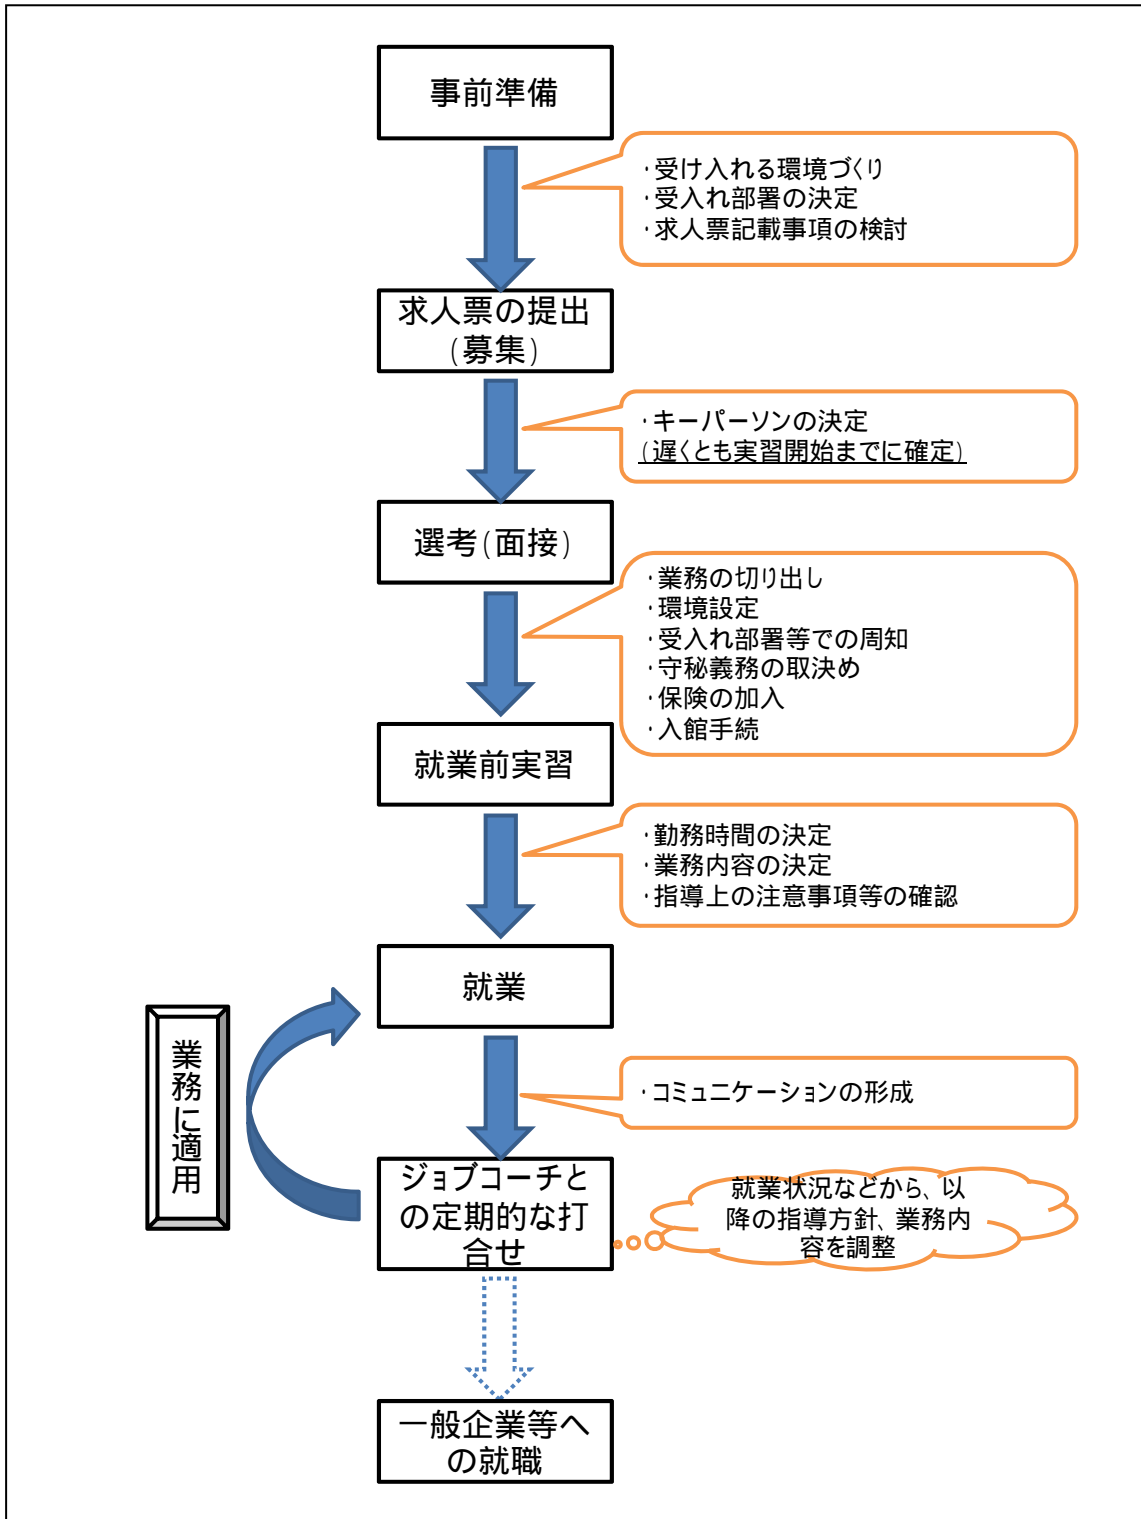 事前準備
・受け入れる環境づくり
・受入れ部署の決定
・求人票記載事項の検討
求人票の提出
(募集)
・キーパーソンの決定
(遅くとも実習開始までに確定)
選考(面接)
・業務の切り出し
・環境設定
・受入れ部署等での周知
・守秘義務の取決め
・保険の加入
・入館手続
就業前実習
・勤務時間の決定
・業務内容の決定
・指導上の注意事項等の確認
就業
業務に適用
・コミュニケーションの形成
ジョブコーチと
の定期的な打
合せ
就業状況などから、以
降の指導方針、業務内
容を調整
一般企業等へ
の就職